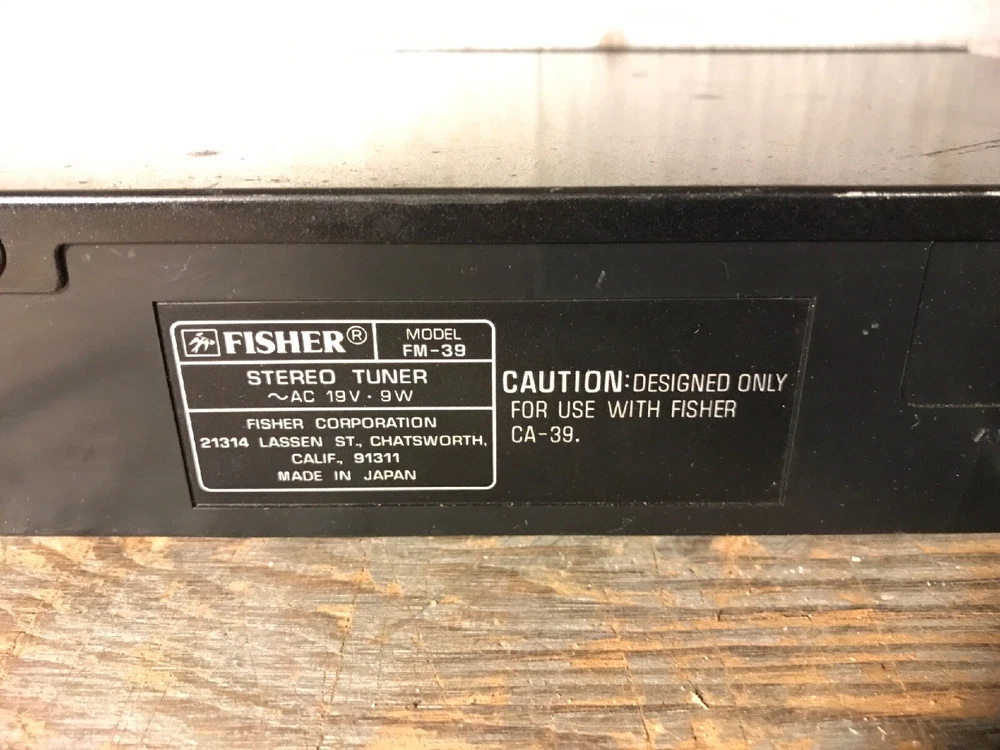 FISHER®
MODEL
FM-39
STEREO TUNER
~AC 19V · 9W
FISHER CORPORATION
21314 LASSEN ST., CHATSWORTH,
CALIF., 91311
MADE IN JAPAN
CAUTION: DESIGNED ONLY
FOR USE WITH FISHER
CA-39.